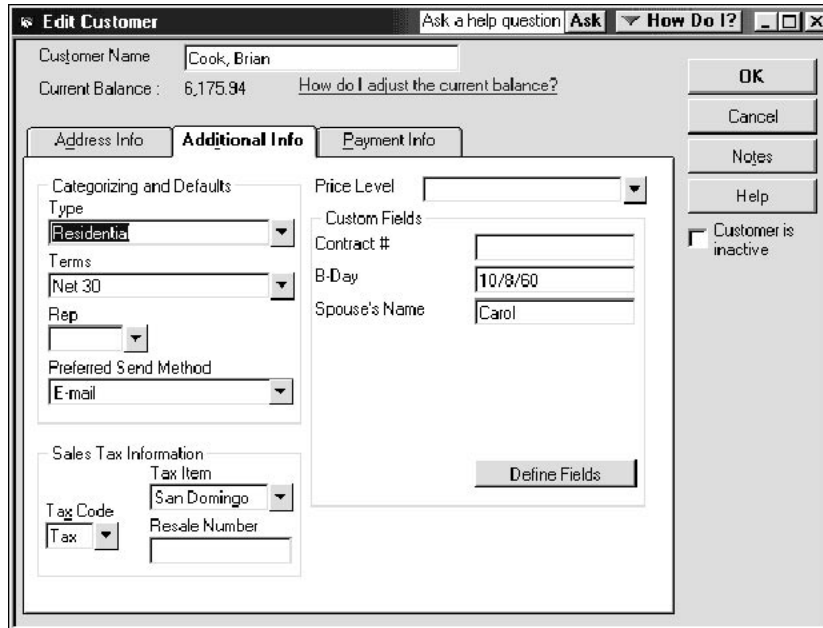 Edit Customer
Ask a help question Ask How Do I?
Customer Name Cook, Brian
Current Balance : 6,175.94 How do I adjust the current balance?
OK
Cancel
Notes
Help
Customer is
inactive
Address Info Additional Info Payment Info
Categorizing and Defaults
Type
Residential
Terms
Net 30
Rep
Preferred Send Method
E-mail
Sales Tax Information
Tax Item
San Domingo
Tax Code
Tax
Resale Number
Price Level
Custom Fields
Contract #
B-Day 10/8/60
Spouse's Name Carol
Define Fields